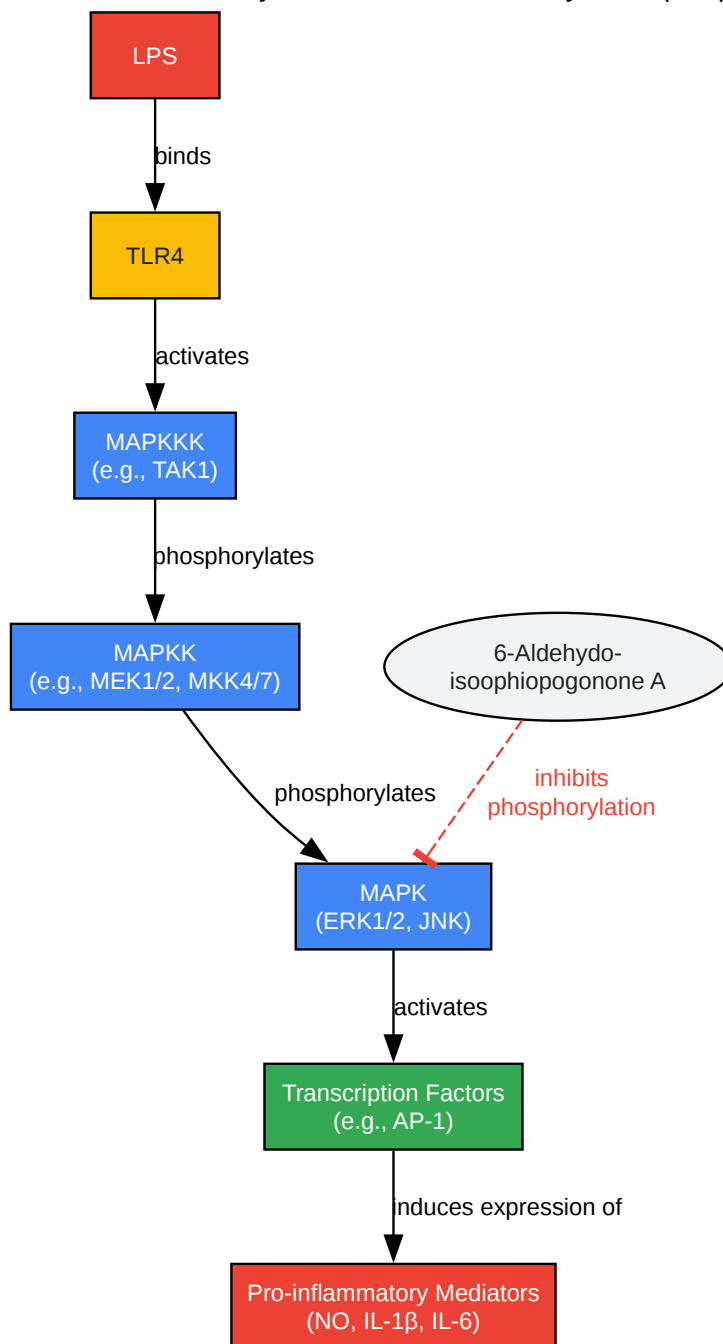 LPS
binds
TLR4
activates
MAPKKK
(e.g., TAK1)
phosphorylates
MAPKK
(e.g., MEK1/2, MKK4/7)
6-Aldehydo-
isoophiopogonone A
phosphorylates
inhibits
phosphorylation
MAPK
(ERK1/2, JNK)
activates
Transcription Factors
(e.g., AP-1)
induces expression of
Pro-inflammatory Mediators
(NO, IL-1β, IL-6)